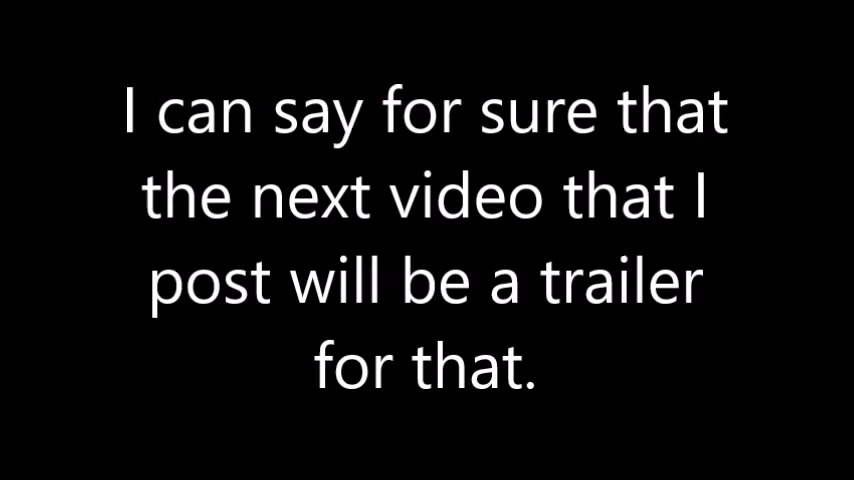 I can say for sure that
the next video that I
post will be a trailer
for that.